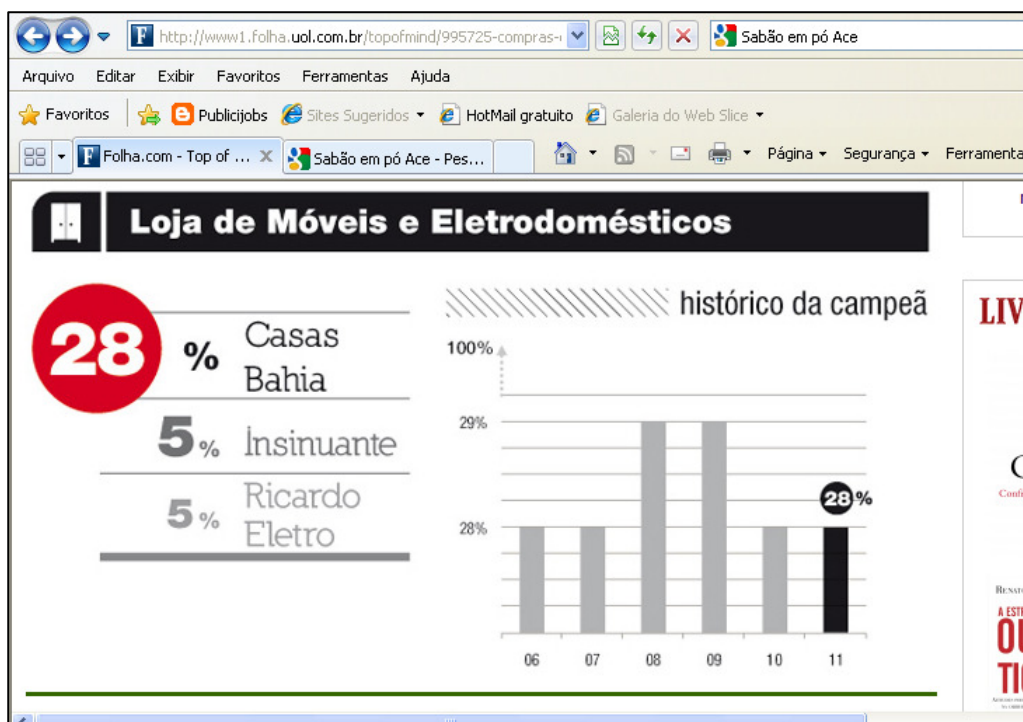 http://www1.folha.uol.com.br/topofmind/995725-compras-
Sabão em pó Ace
Arquivo Editar Exibir Favoritos Ferramentas Ajuda
Favoritos Publicijobs Sites Sugeridos HotMail gratuito Galeria do Web Slice
Folha.com - Top of ... Sabão em pó Ace - Pes... Página Segurança Ferramenta
Loja de Móveis e Eletrodomésticos
28 % Casas
Bahia
5 % Insinuante
5 % Ricardo
Eletro
histórico da campeã
100%
29%
28%
28%
06 07 08 09 10 11
LIV
A ESTR
OU
TI